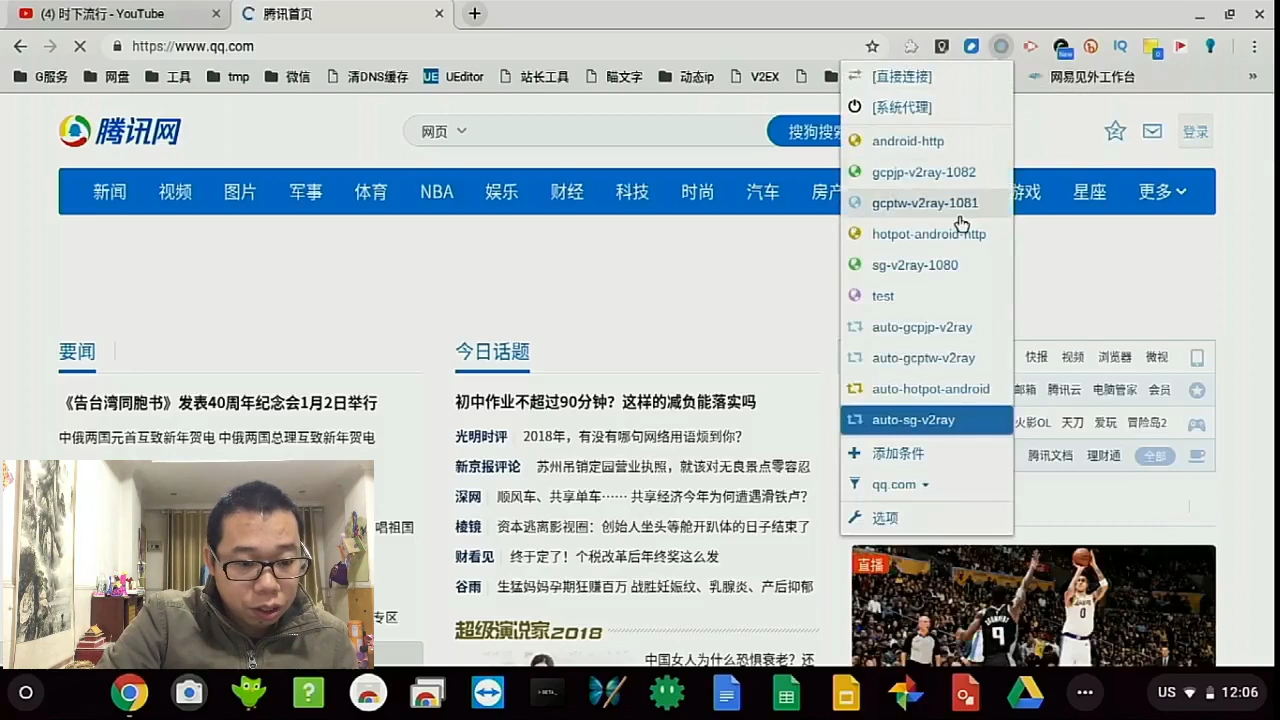 (4) 时下流行 - YouTube
腾讯首页
https://www.qq.com
G服务
网盘
工具
tmp
微信
清DNS缓存
UE
UEditor
站长工具
瞄文字
动态ip
V2EX
网易见外工作台
»
New
IQ
0
[直接连接]
[系统代理]
android-http
gcpjp-v2ray-1082
gcptw-v2ray-1081
hotpot-android-http
sg-v2ray-1080
test
auto-gcpjp-v2ray
auto-gcptw-v2ray
auto-hotpot-android
auto-sg-v2ray
添加条件
qq.com
选项
腾讯网
网页
搜狗搜
登录
新闻
视频
图片
军事
体育
NBA
娱乐
财经
科技
时尚
汽车
房产
游戏
星座
更多
要闻
《告台湾同胞书》发表40周年纪念会1月2日举行
中俄两国元首互致新年贺电 中俄两国总理互致新年贺电
唱祖国
专区
今日话题
初中作业不超过90分钟？这样的减负能落实吗
光明时评 2018年，有没有哪句网络用语烦到你？
新京报评论 苏州吊销定园营业执照，就该对无良景点零容忍
深网 顺风车、共享单车…… 共享经济今年为何遭遇滑铁卢？
棱镜 资本逃离影视圈：创始人坐头等舱开趴体的日子结束了
财看见 终于定了！个税改革后年终奖这么发
谷雨 生猛妈妈孕期狂赚百万 战胜妊娠纹、乳腺炎、产后抑郁
超级演说家2018
中国女人为什么恐惧衰老？还
快报 视频 浏览器 微视
邮箱 腾讯云 电脑管家 会员
火影OL 天刀 爱玩 冒险岛2
腾讯文档 理财通 全部
直播
9
0
BETA
US
12:06